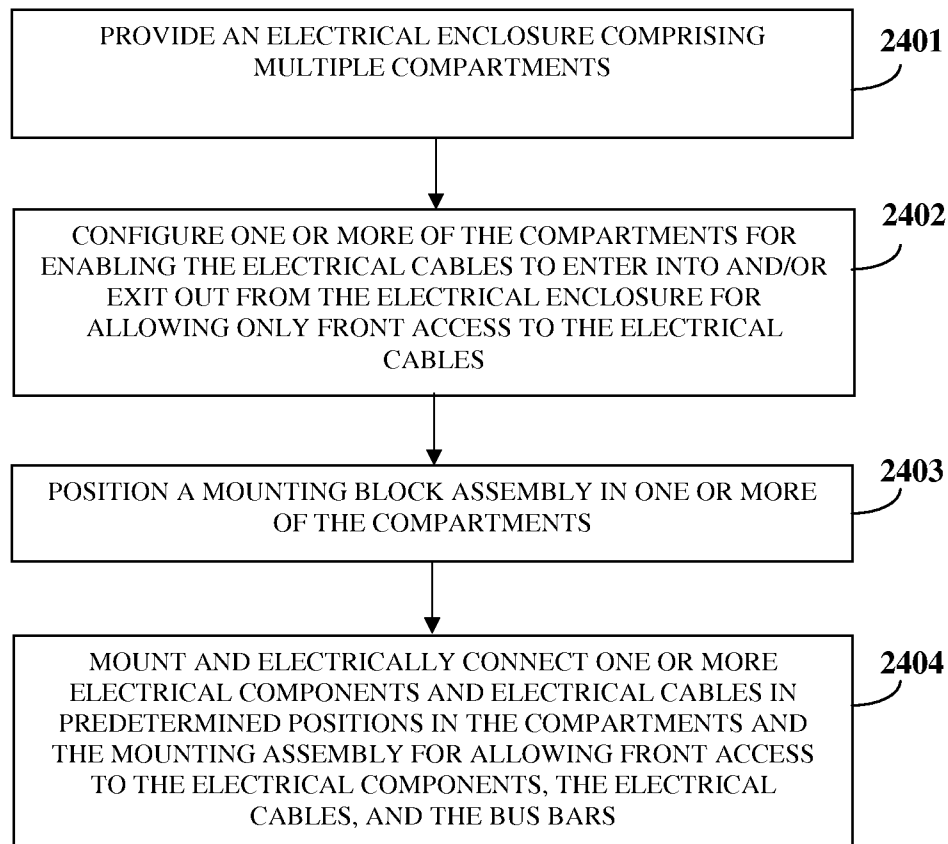 PROVIDE AN ELECTRICAL ENCLOSURE COMPRISING
MULTIPLE COMPARTMENTS
2401
CONFIGURE ONE OR MORE OF THE COMPARTMENTS FOR
ENABLING THE ELECTRICAL CABLES TO ENTER INTO AND/OR
EXIT OUT FROM THE ELECTRICAL ENCLOSURE FOR
ALLOWING ONLY FRONT ACCESS TO THE ELECTRICAL
CABLES
2402
POSITION A MOUNTING BLOCK ASSEMBLY IN ONE OR MORE
OF THE COMPARTMENTS
2403
MOUNT AND ELECTRICALLY CONNECT ONE OR MORE
ELECTRICAL COMPONENTS AND ELECTRICAL CABLES IN
PREDETERMINED POSITIONS IN THE COMPARTMENTS AND
THE MOUNTING ASSEMBLY FOR ALLOWING FRONT ACCESS
TO THE ELECTRICAL COMPONENTS, THE ELECTRICAL
CABLES, AND THE BUS BARS
2404